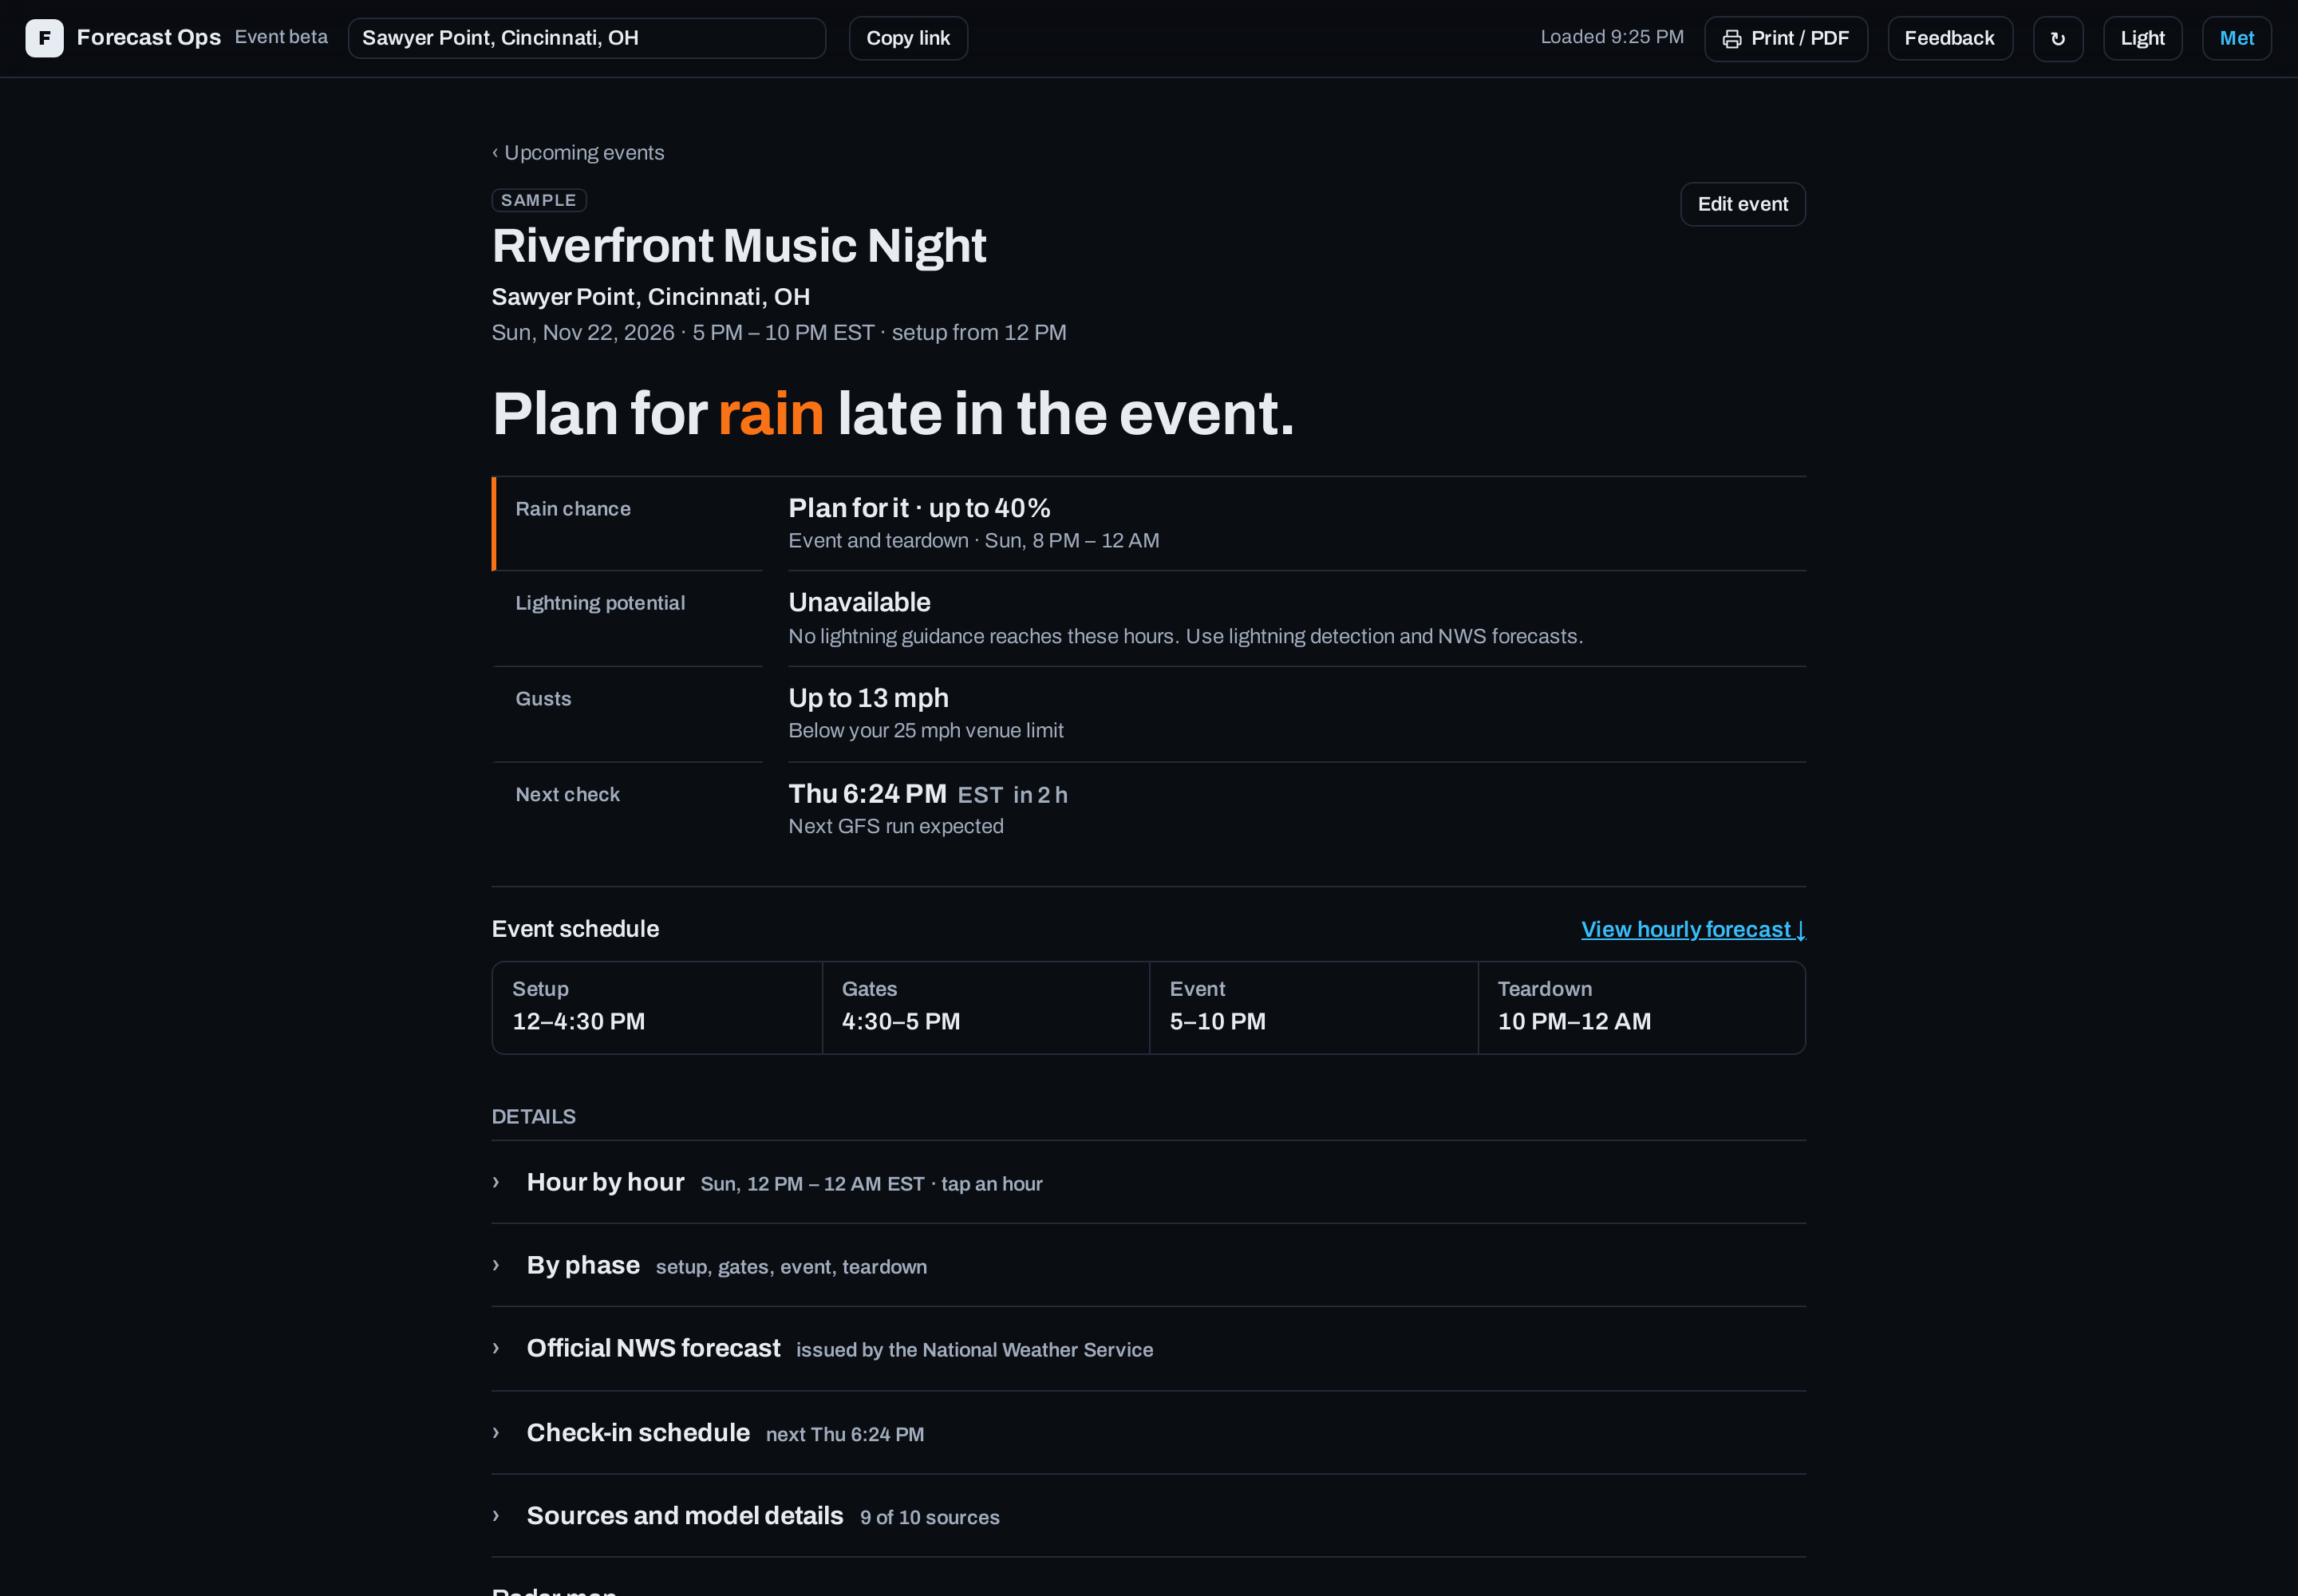 F Forecast Ops Event beta Sawyer Point, Cincinnati, OH Copy link Loaded 9:25 PM Print / PDF Feedback ↻ Light Met
‹ Upcoming events
SAMPLE
Edit event
Riverfront Music Night
Sawyer Point, Cincinnati, OH
Sun, Nov 22, 2026 · 5 PM – 10 PM EST · setup from 12 PM
Plan for rain late in the event.
Rain chance
Plan for it · up to 40%
Event and teardown · Sun, 8 PM – 12 AM
Lightning potential
Unavailable
No lightning guidance reaches these hours. Use lightning detection and NWS forecasts.
Gusts
Up to 13 mph
Below your 25 mph venue limit
Next check
Thu 6:24 PM EST in 2 h
Next GFS run expected
Event schedule
View hourly forecast ↓
Setup
12–4:30 PM
Gates
4:30–5 PM
Event
5–10 PM
Teardown
10 PM–12 AM
DETAILS
› Hour by hour Sun, 12 PM – 12 AM EST · tap an hour
› By phase setup, gates, event, teardown
› Official NWS forecast issued by the National Weather Service
› Check-in schedule next Thu 6:24 PM
› Sources and model details 9 of 10 sources
Radar map